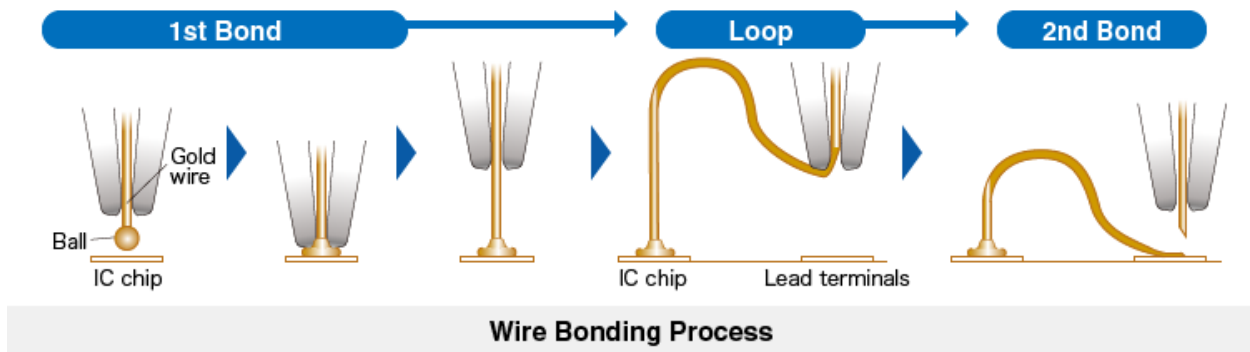 1st Bond
Loop
2nd Bond
Gold
wire
Ball
IC chip
IC chip
Lead terminals
Wire Bonding Process